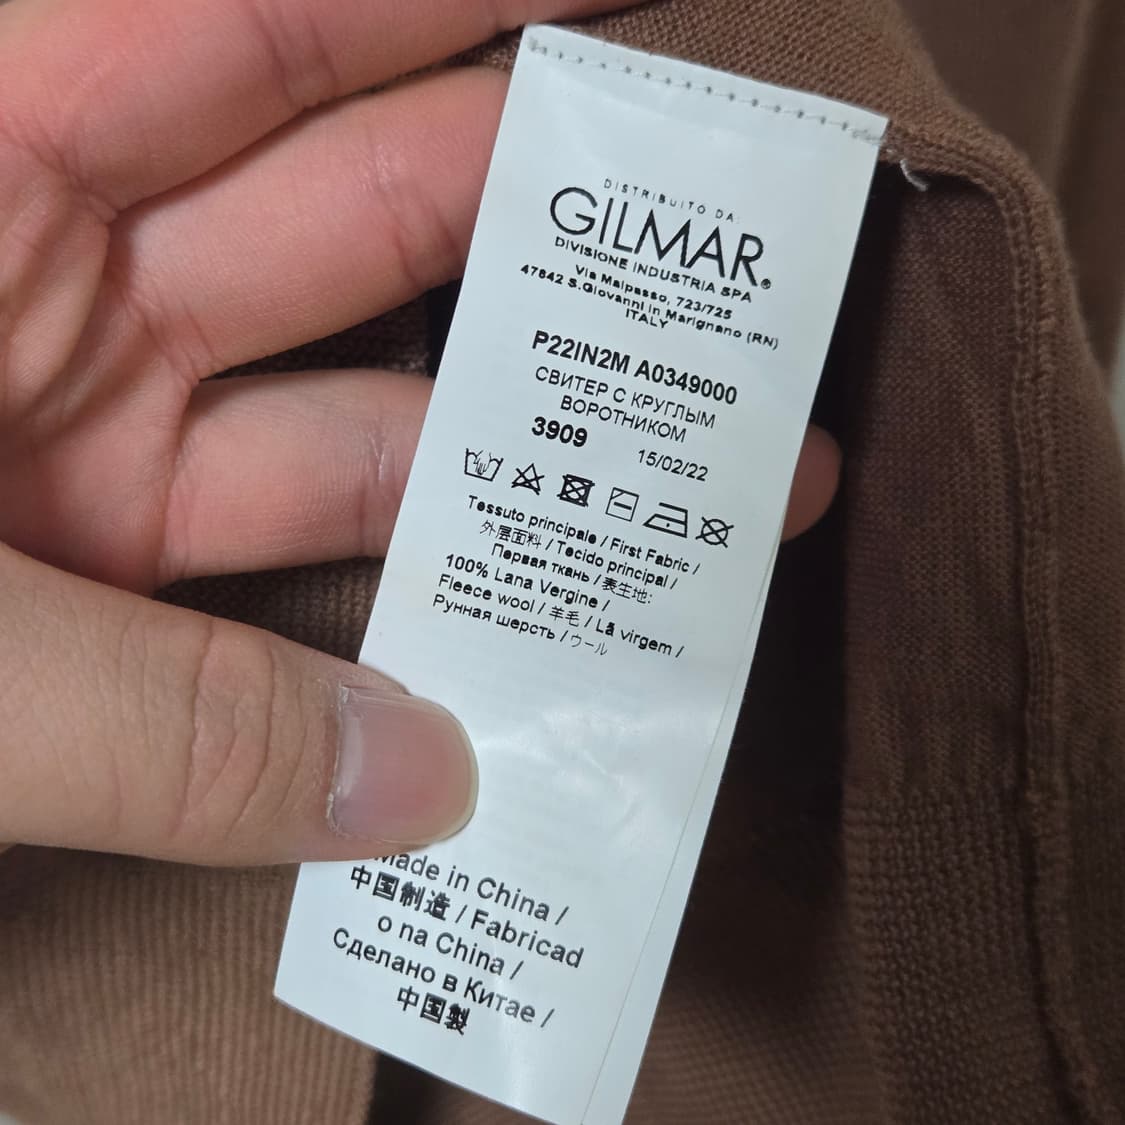 DISTRIBUITO DA:
GILMAR®
DIVISIONE INDUSTRIA SPA
Via Malpasso, 723/725
47842 S.Giovanni in Marignano (RN)
ITALY
P22IN2M A0349000
СВИТЕР С КРУГЛЫМ
ВОРОТНИКОМ
3909 15/02/22
Tessuto principale / First Fabric /
外层面料 / Tecido principal /
Первая ткань / 表生地:
100% Lana Vergine /
Fleece wool / 羊毛 / Lã virgem /
Рунная шерсть / ウール
Made in China /
中国制造 / Fabricad
o na China /
Сделано в Китае /
中国製